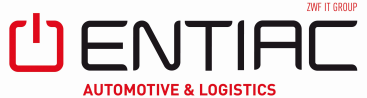 ZWF IT GROUP
ENTIAC
AUTOMOTIVE & LOGISTICS